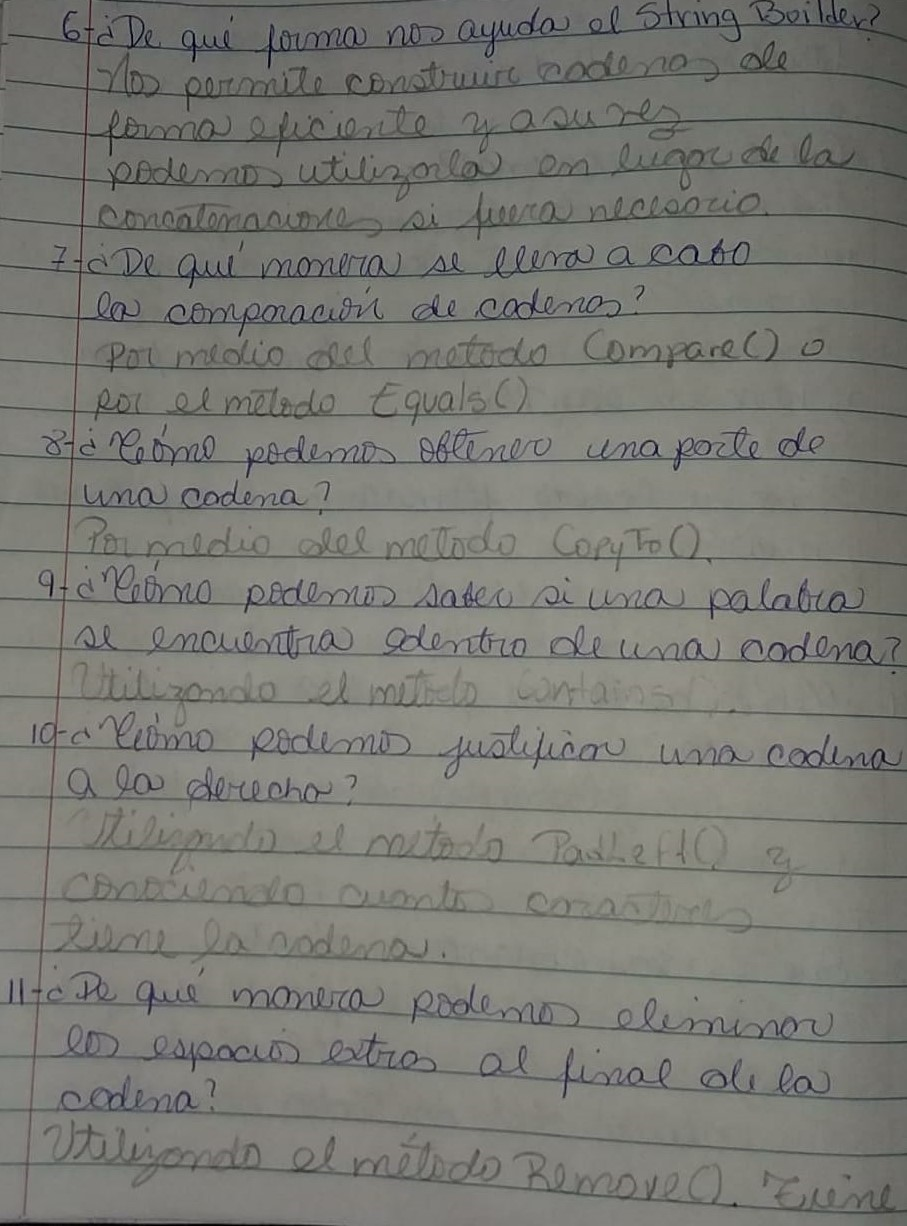 6-¿De qué forma nos ayuda el String Builder?
Nos permite construir cadenas de
forma eficiente y a su vez
podemos utilizarla en lugar de la
concatenaciones si fuera necesario.
7-¿De qué manera se lleva a cabo
la comparación de cadenas?
Por medio del metodo Compare() o
por el metodo Equals()
8-¿Cómo podemos obtener una parte de
una cadena?
Por medio del metodo CopyTo().
9-¿Cómo podemos saber si una palabra
se encuentra dentro de una cadena?
Utilizando el metodo contains
10-¿Cómo podemos justificar una cadena
a la derecha?
Utilizando el método PadLeft() y
conociendo cuantos caracteres
tiene la cadena.
11-¿De qué manera podemos eliminar
los espacios extras al final de la
cadena?
Utilizando el método Remove().